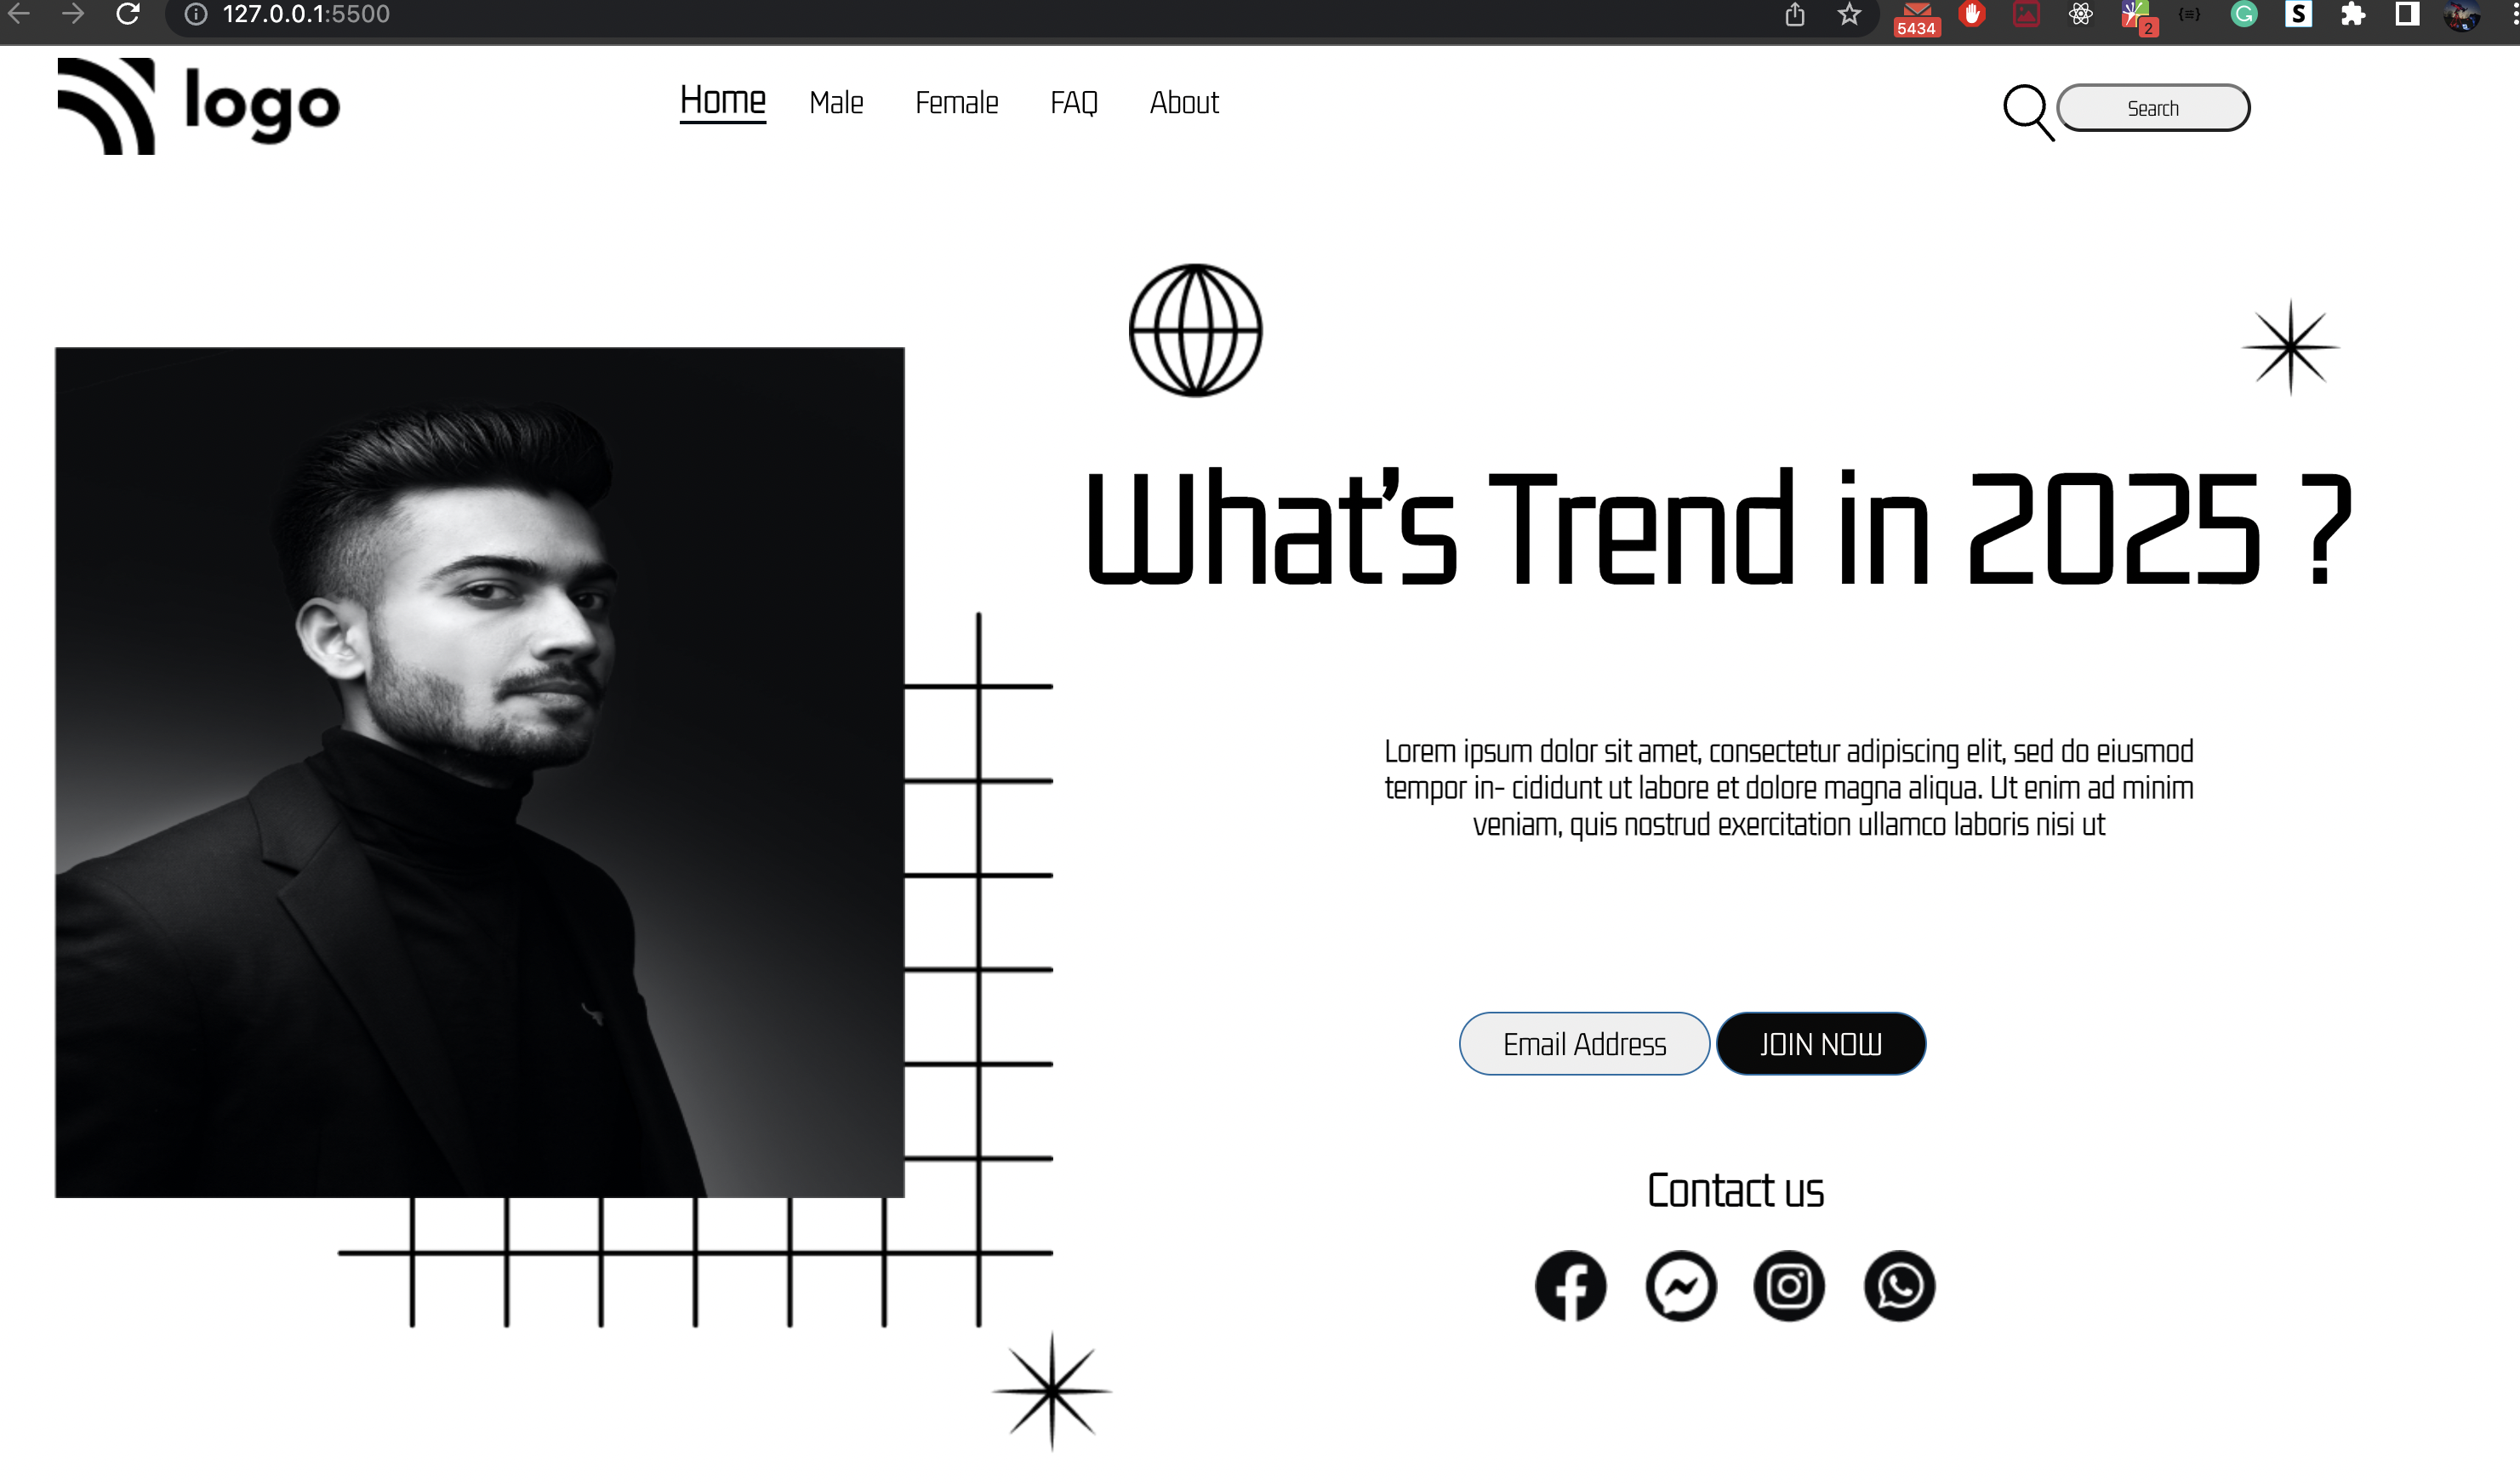 127.0.0.1:5500
5434
2
S
logo
Home Male Female FAQ About
Search
What's Trend in 2025 ?
Lorem ipsum dolor sit amet, consectetur adipiscing elit, sed do eiusmod
tempor in- cididunt ut labore et dolore magna aliqua. Ut enim ad minim
veniam, quis nostrud exercitation ullamco laboris nisi ut
Email Address JOIN NOW
Contact us